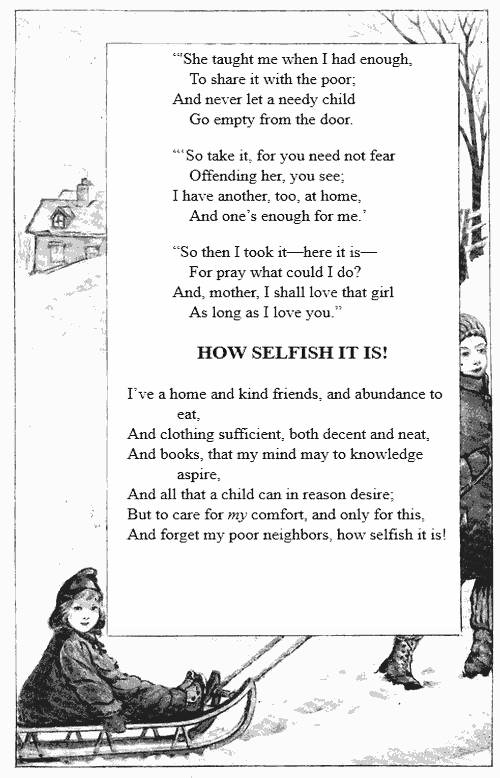 “‘She taught me when I had enough,
To share it with the poor;
And never let a needy child
Go empty from the door.
“‘So take it, for you need not fear
Offending her, you see;
I have another, too, at home,
And one’s enough for me.’
“So then I took it—here it is—
For pray what could I do?
And, mother, I shall love that girl
As long as I love you.”
HOW SELFISH IT IS!
I’ve a home and kind friends, and abundance to
eat,
And clothing sufficient, both decent and neat,
And books, that my mind may to knowledge
aspire,
And all that a child can in reason desire;
But to care for my comfort, and only for this,
And forget my poor neighbors, how selfish it is!